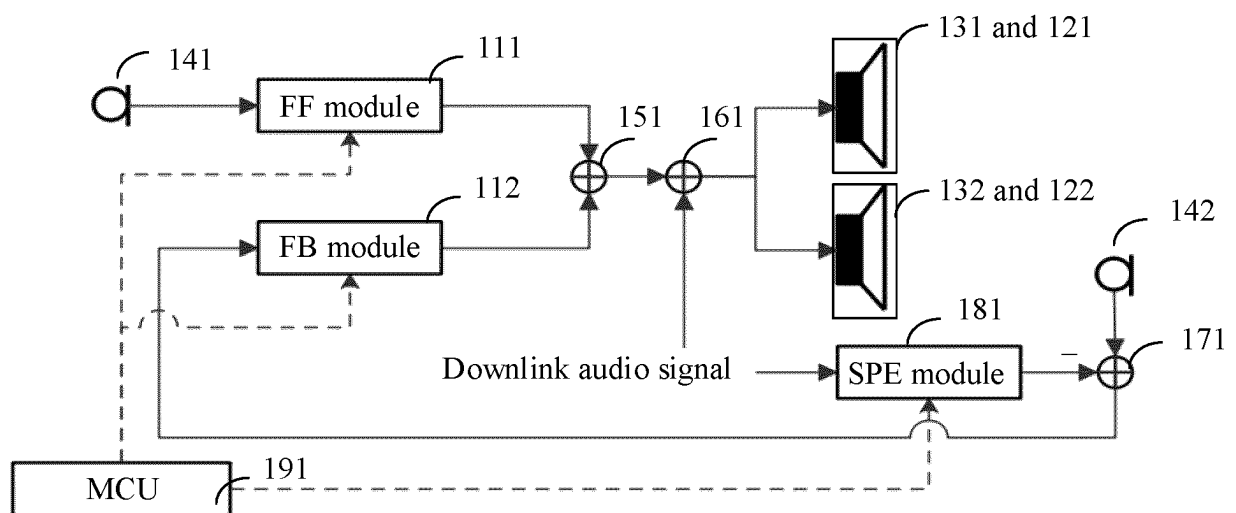 131 and 121
141
111
FF module
151
161
112
132 and 122
142
FB module
181
171
Downlink audio signal
SPE module
–
191
MCU